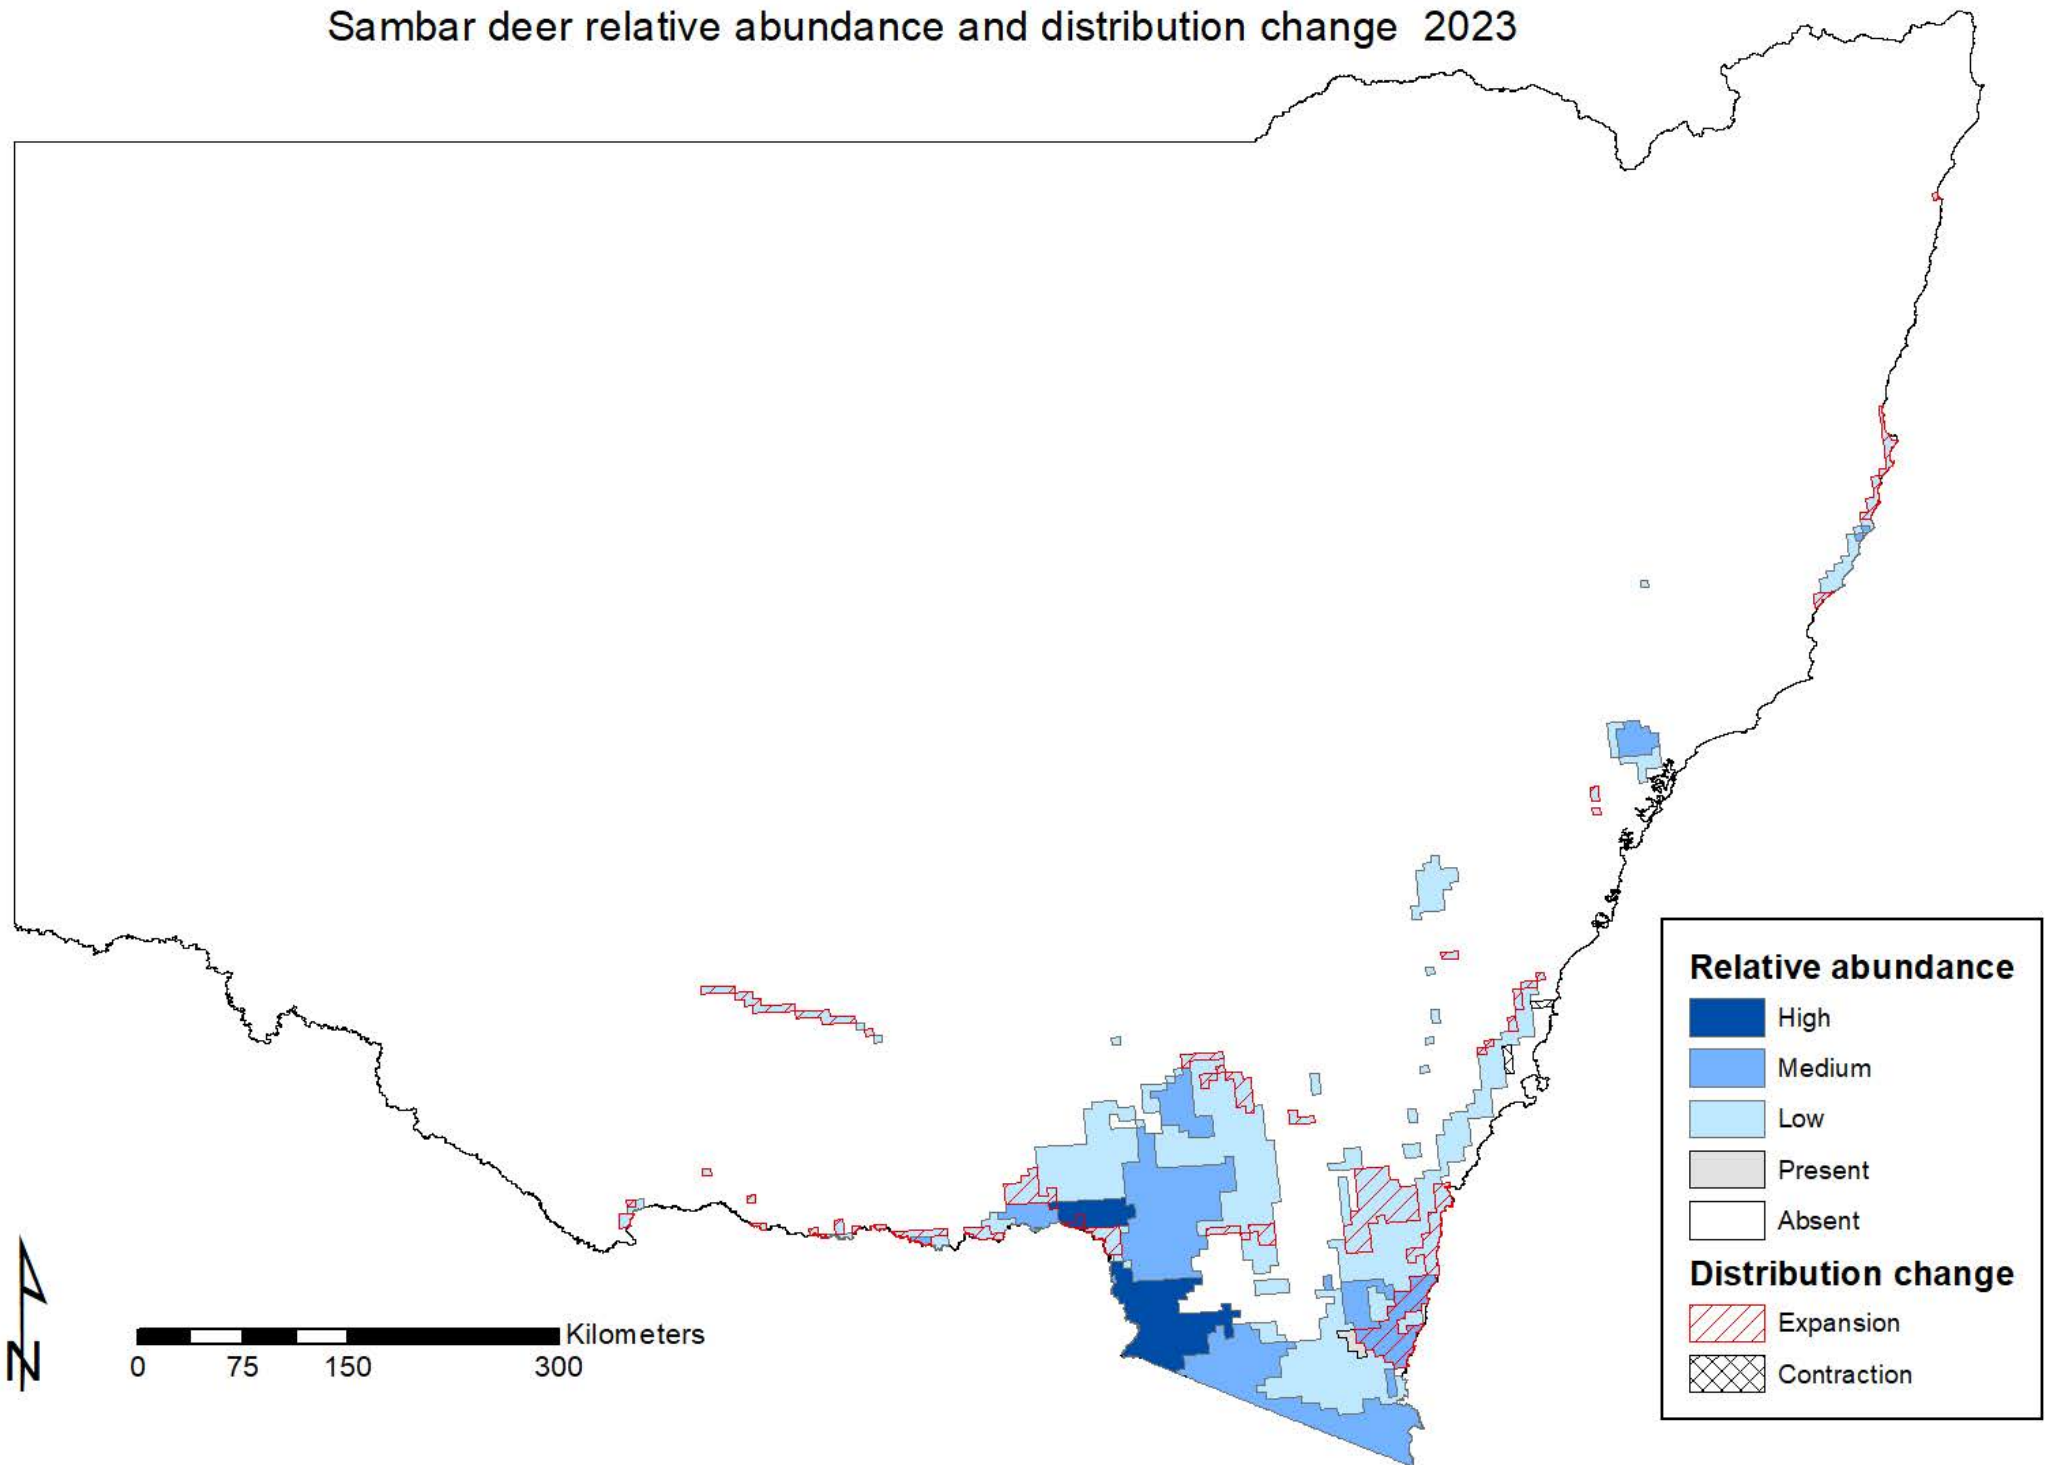 Sambar deer relative abundance and distribution change 2023
Relative abundance
High
Medium
Low
Present
Absent
Distribution change
Expansion
Contraction
Kilometers
0 75 150 300
N